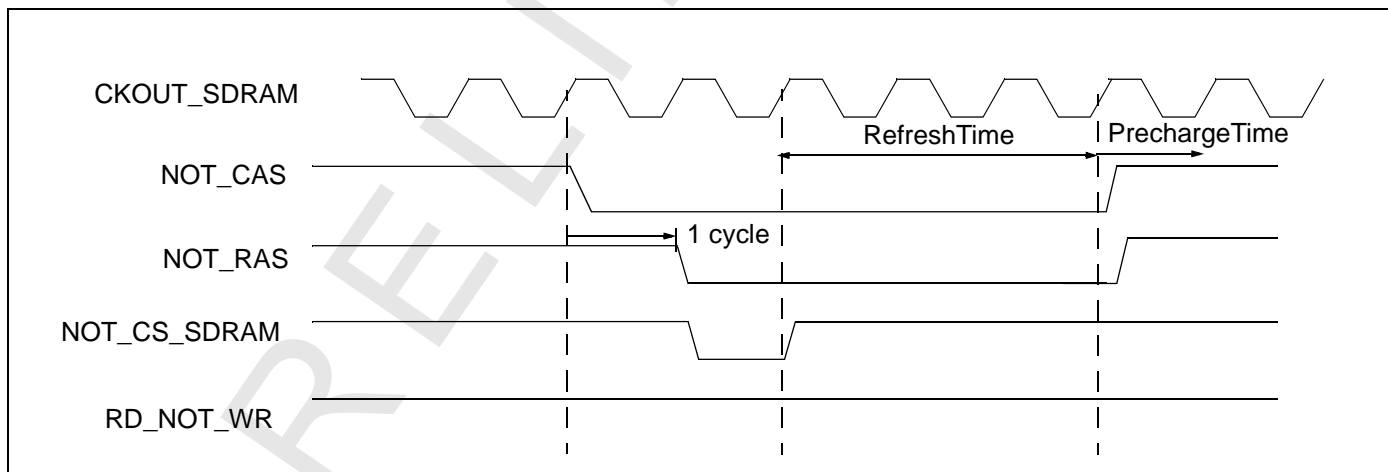 CKOUT_SDRAM
RefreshTime
PrechargeTime
NOT_CAS
1 cycle
NOT_RAS
NOT_CS_SDRAM
RD_NOT_WR